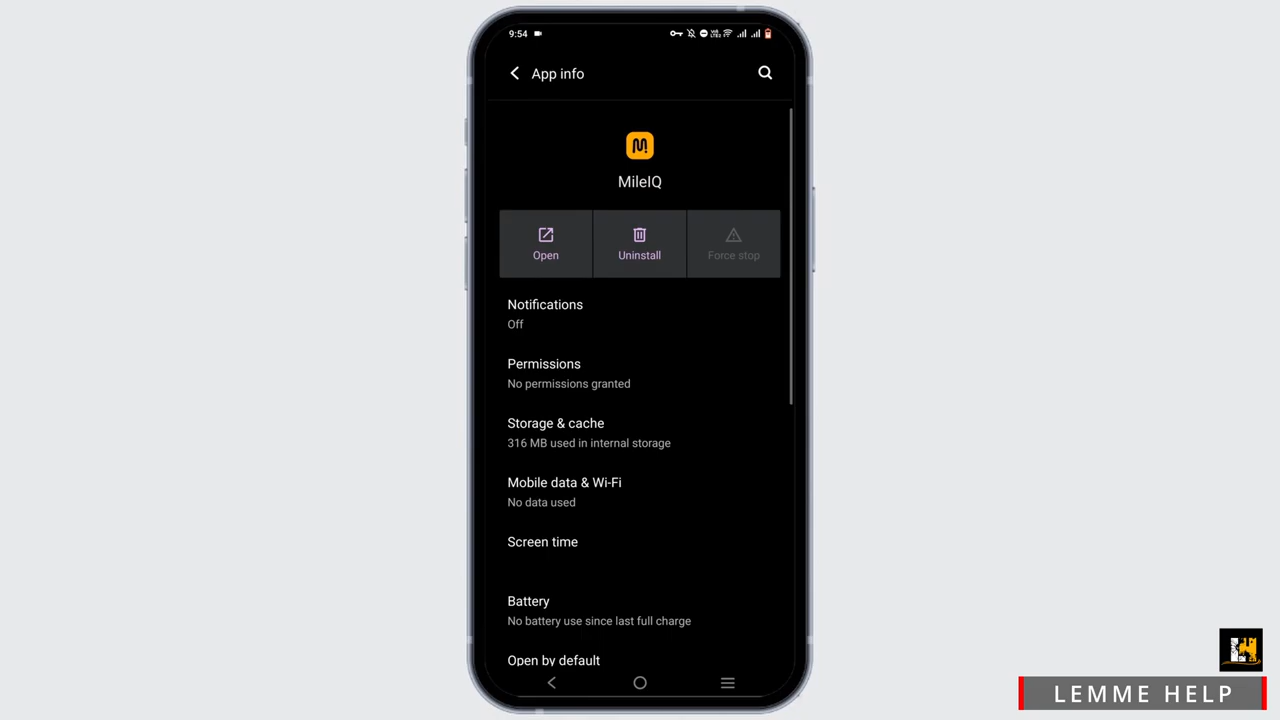 9:54
App info
MileIQ
Open
Uninstall
Force stop
Notifications
Off
Permissions
No permissions granted
Storage & cache
316 MB used in internal storage
Mobile data & Wi-Fi
No data used
Screen time
Battery
No battery use since last full charge
Open by default
LEMME HELP